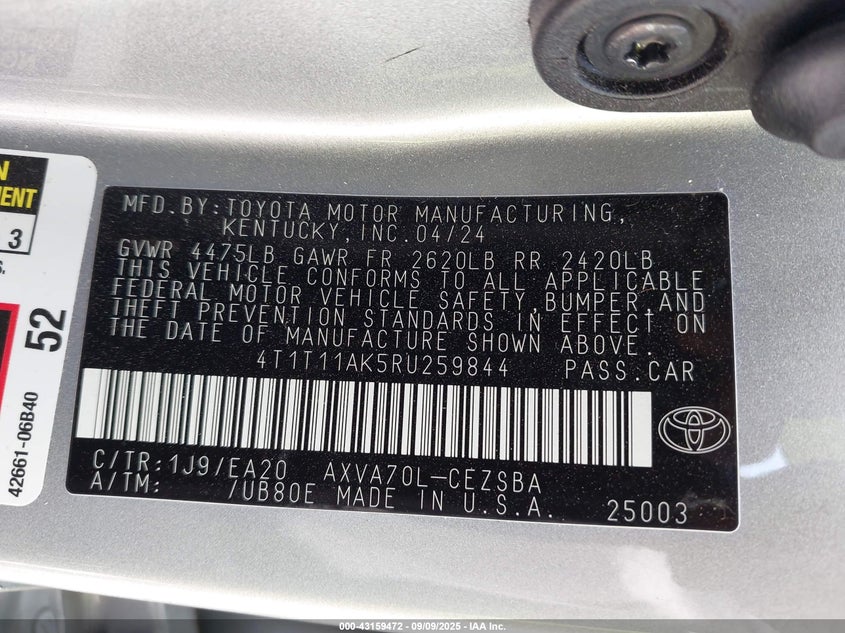 N
MENT
3
S.
52
42661-06B40
MFD.BY:TOYOTA MOTOR MANUFACTURING,
KENTUCKY,INC.04/24
GVWR 4475LB GAWR FR 2620LB RR 2420LB
THIS VEHICLE CONFORMS TO ALL APPLICABLE
FEDERAL MOTOR VEHICLE SAFETY,BUMPER,AND
THEFT PREVENTION STANDARDS IN EFFECT ON
THE DATE OF MANUFACTURE SHOWN ABOVE.
4T1T11AK5RU259844 PASS.CAR
C/TR:1J9/EA20 AXVA70L-CEZSBA
A/TM: /UB80E MADE IN U.S.A. 25003
000-43159472 - 09/09/2025 - IAA Inc.